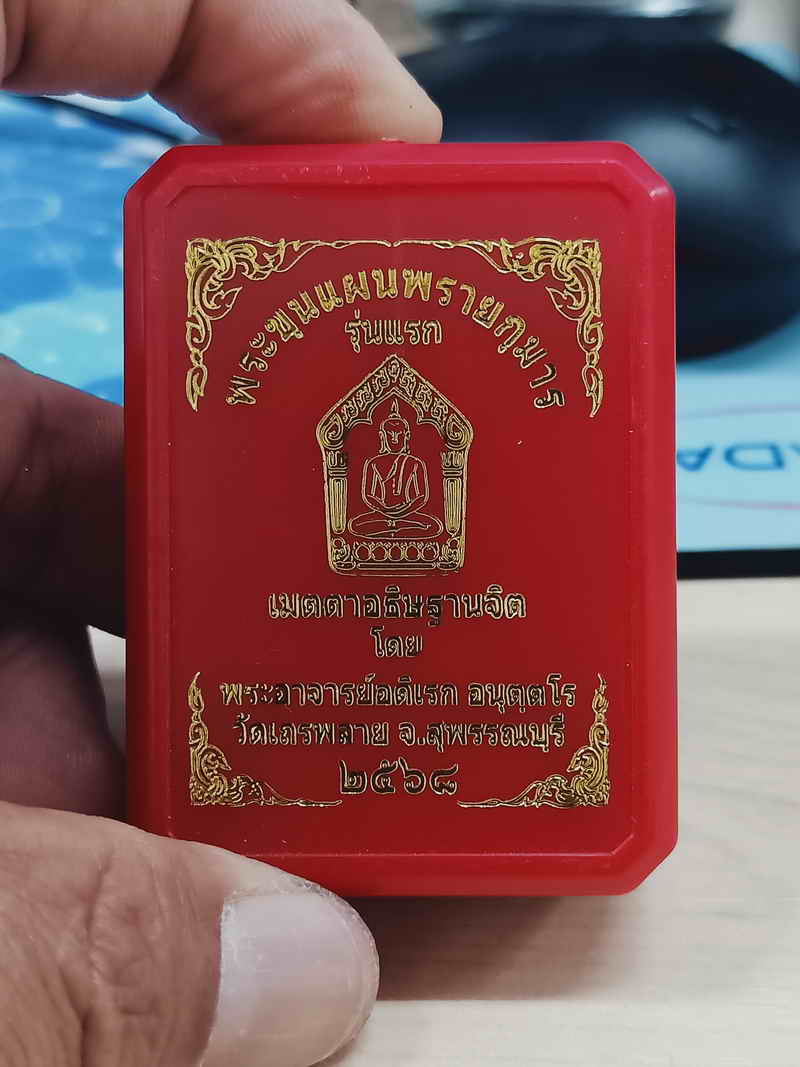 พระขุนแผนพรายกุมาร
รุ่นแรก
เมตตาอธิษฐานจิต
โดย
พระอาจารย์อดิเรก อนุตฺตโร
วัดเถรพลาย จ.สุพรรณบุรี
๒๕๖๘